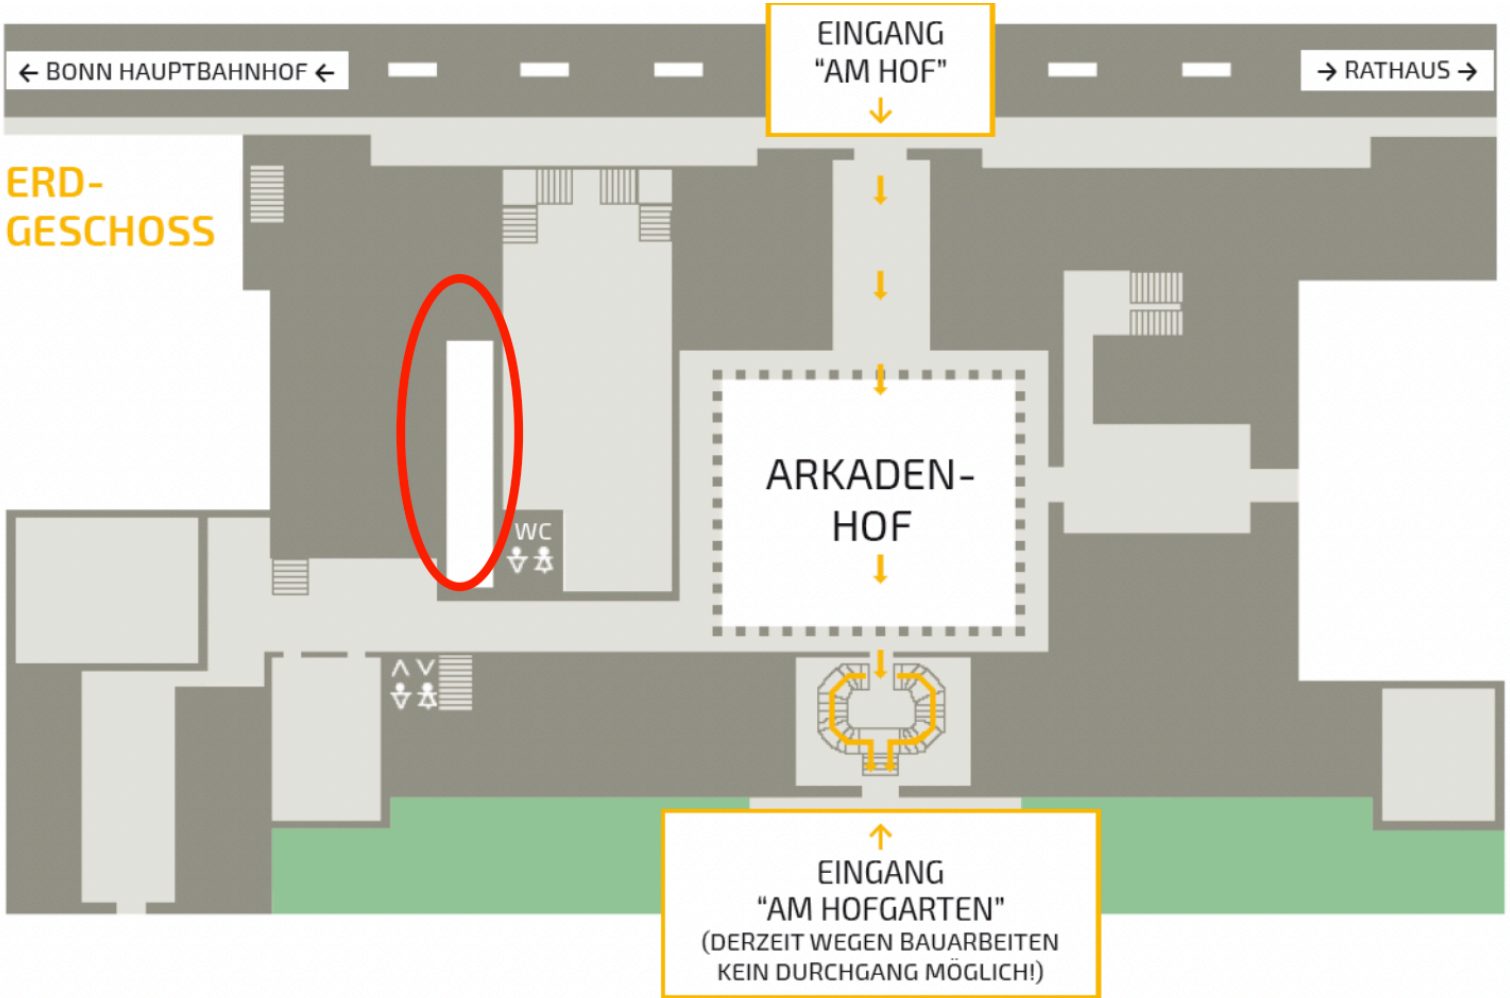 EINGANG
“AM HOF”
↓
← BONN HAUPTBAHNHOF ←
→ RATHAUS →
ERD-
GESCHOSS
ARKADEN-
HOF
WC
↑
EINGANG
“AM HOFGARTEN”
(DERZEIT WEGEN BAUARBEITEN
KEIN DURCHGANG MÖGLICH!)